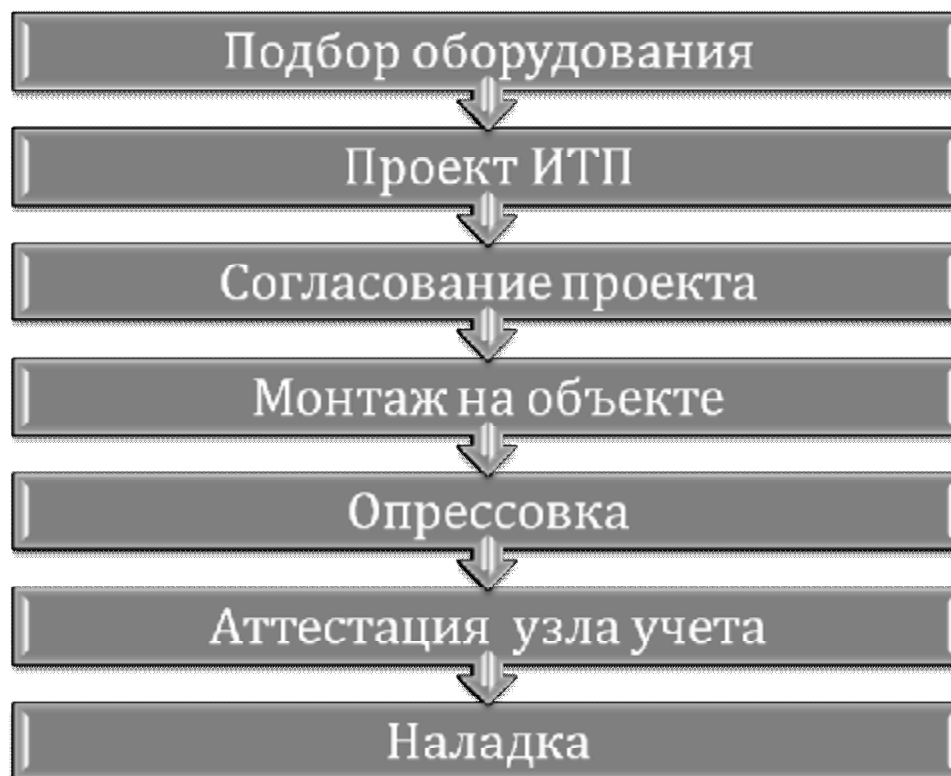 Подбор оборудования
Проект ИТП
Согласование проекта
Монтаж на объекте
Опрессовка
Аттестация узла учета
Наладка